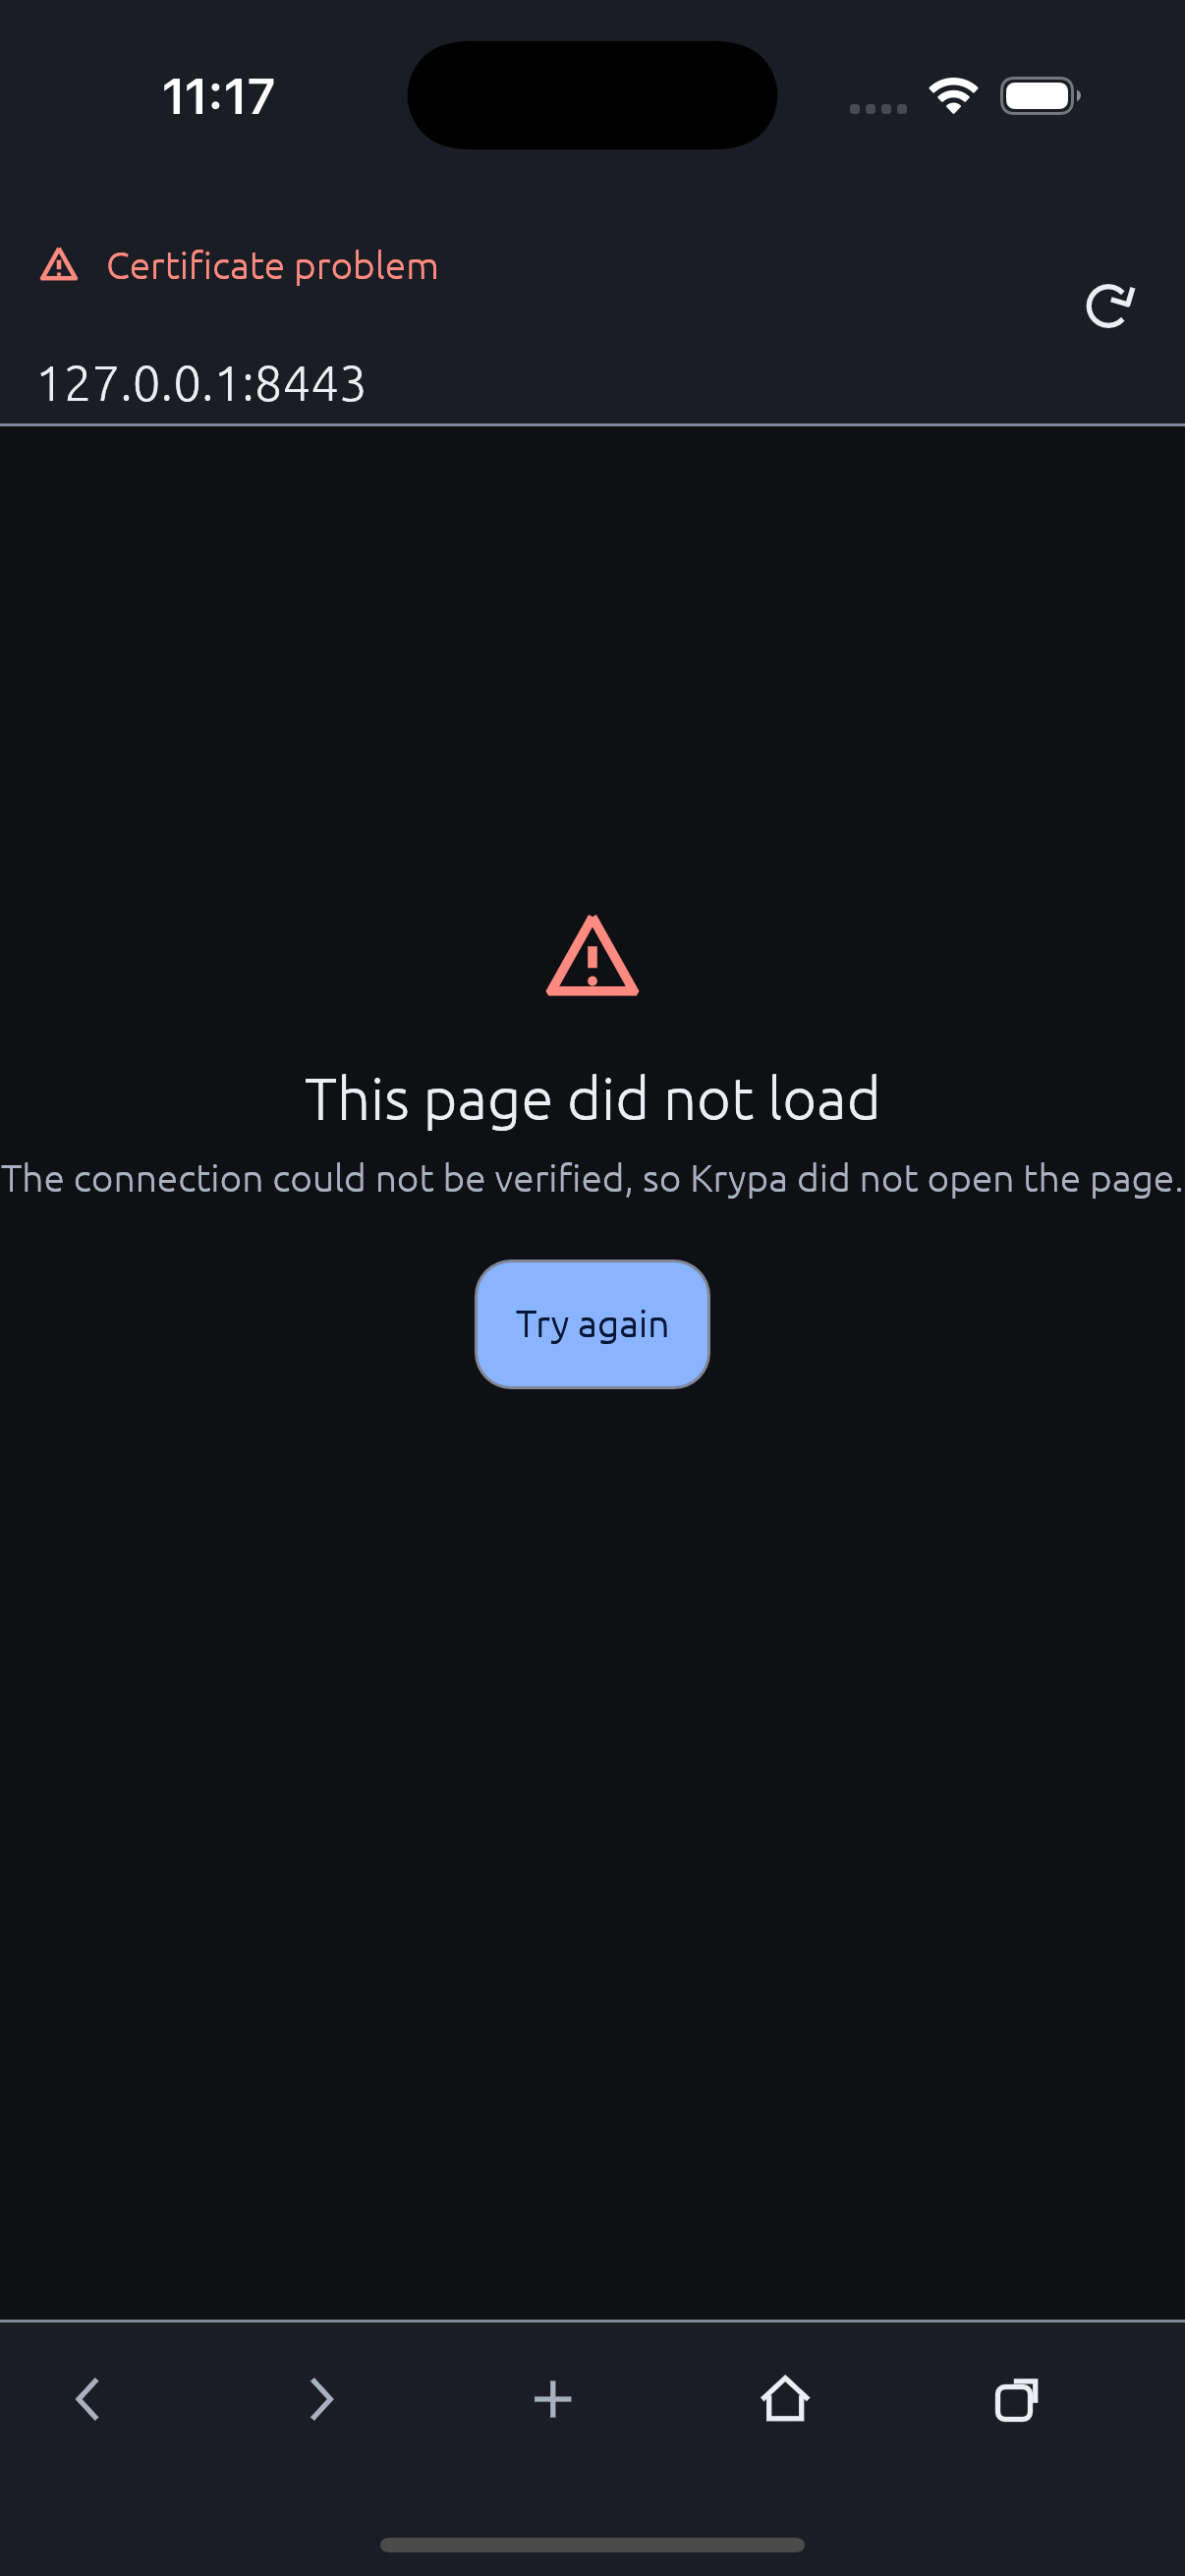 11:17
Certificate problem
127.0.0.1:8443
This page did not load
The connection could not be verified, so Krypa did not open the page.
Try again